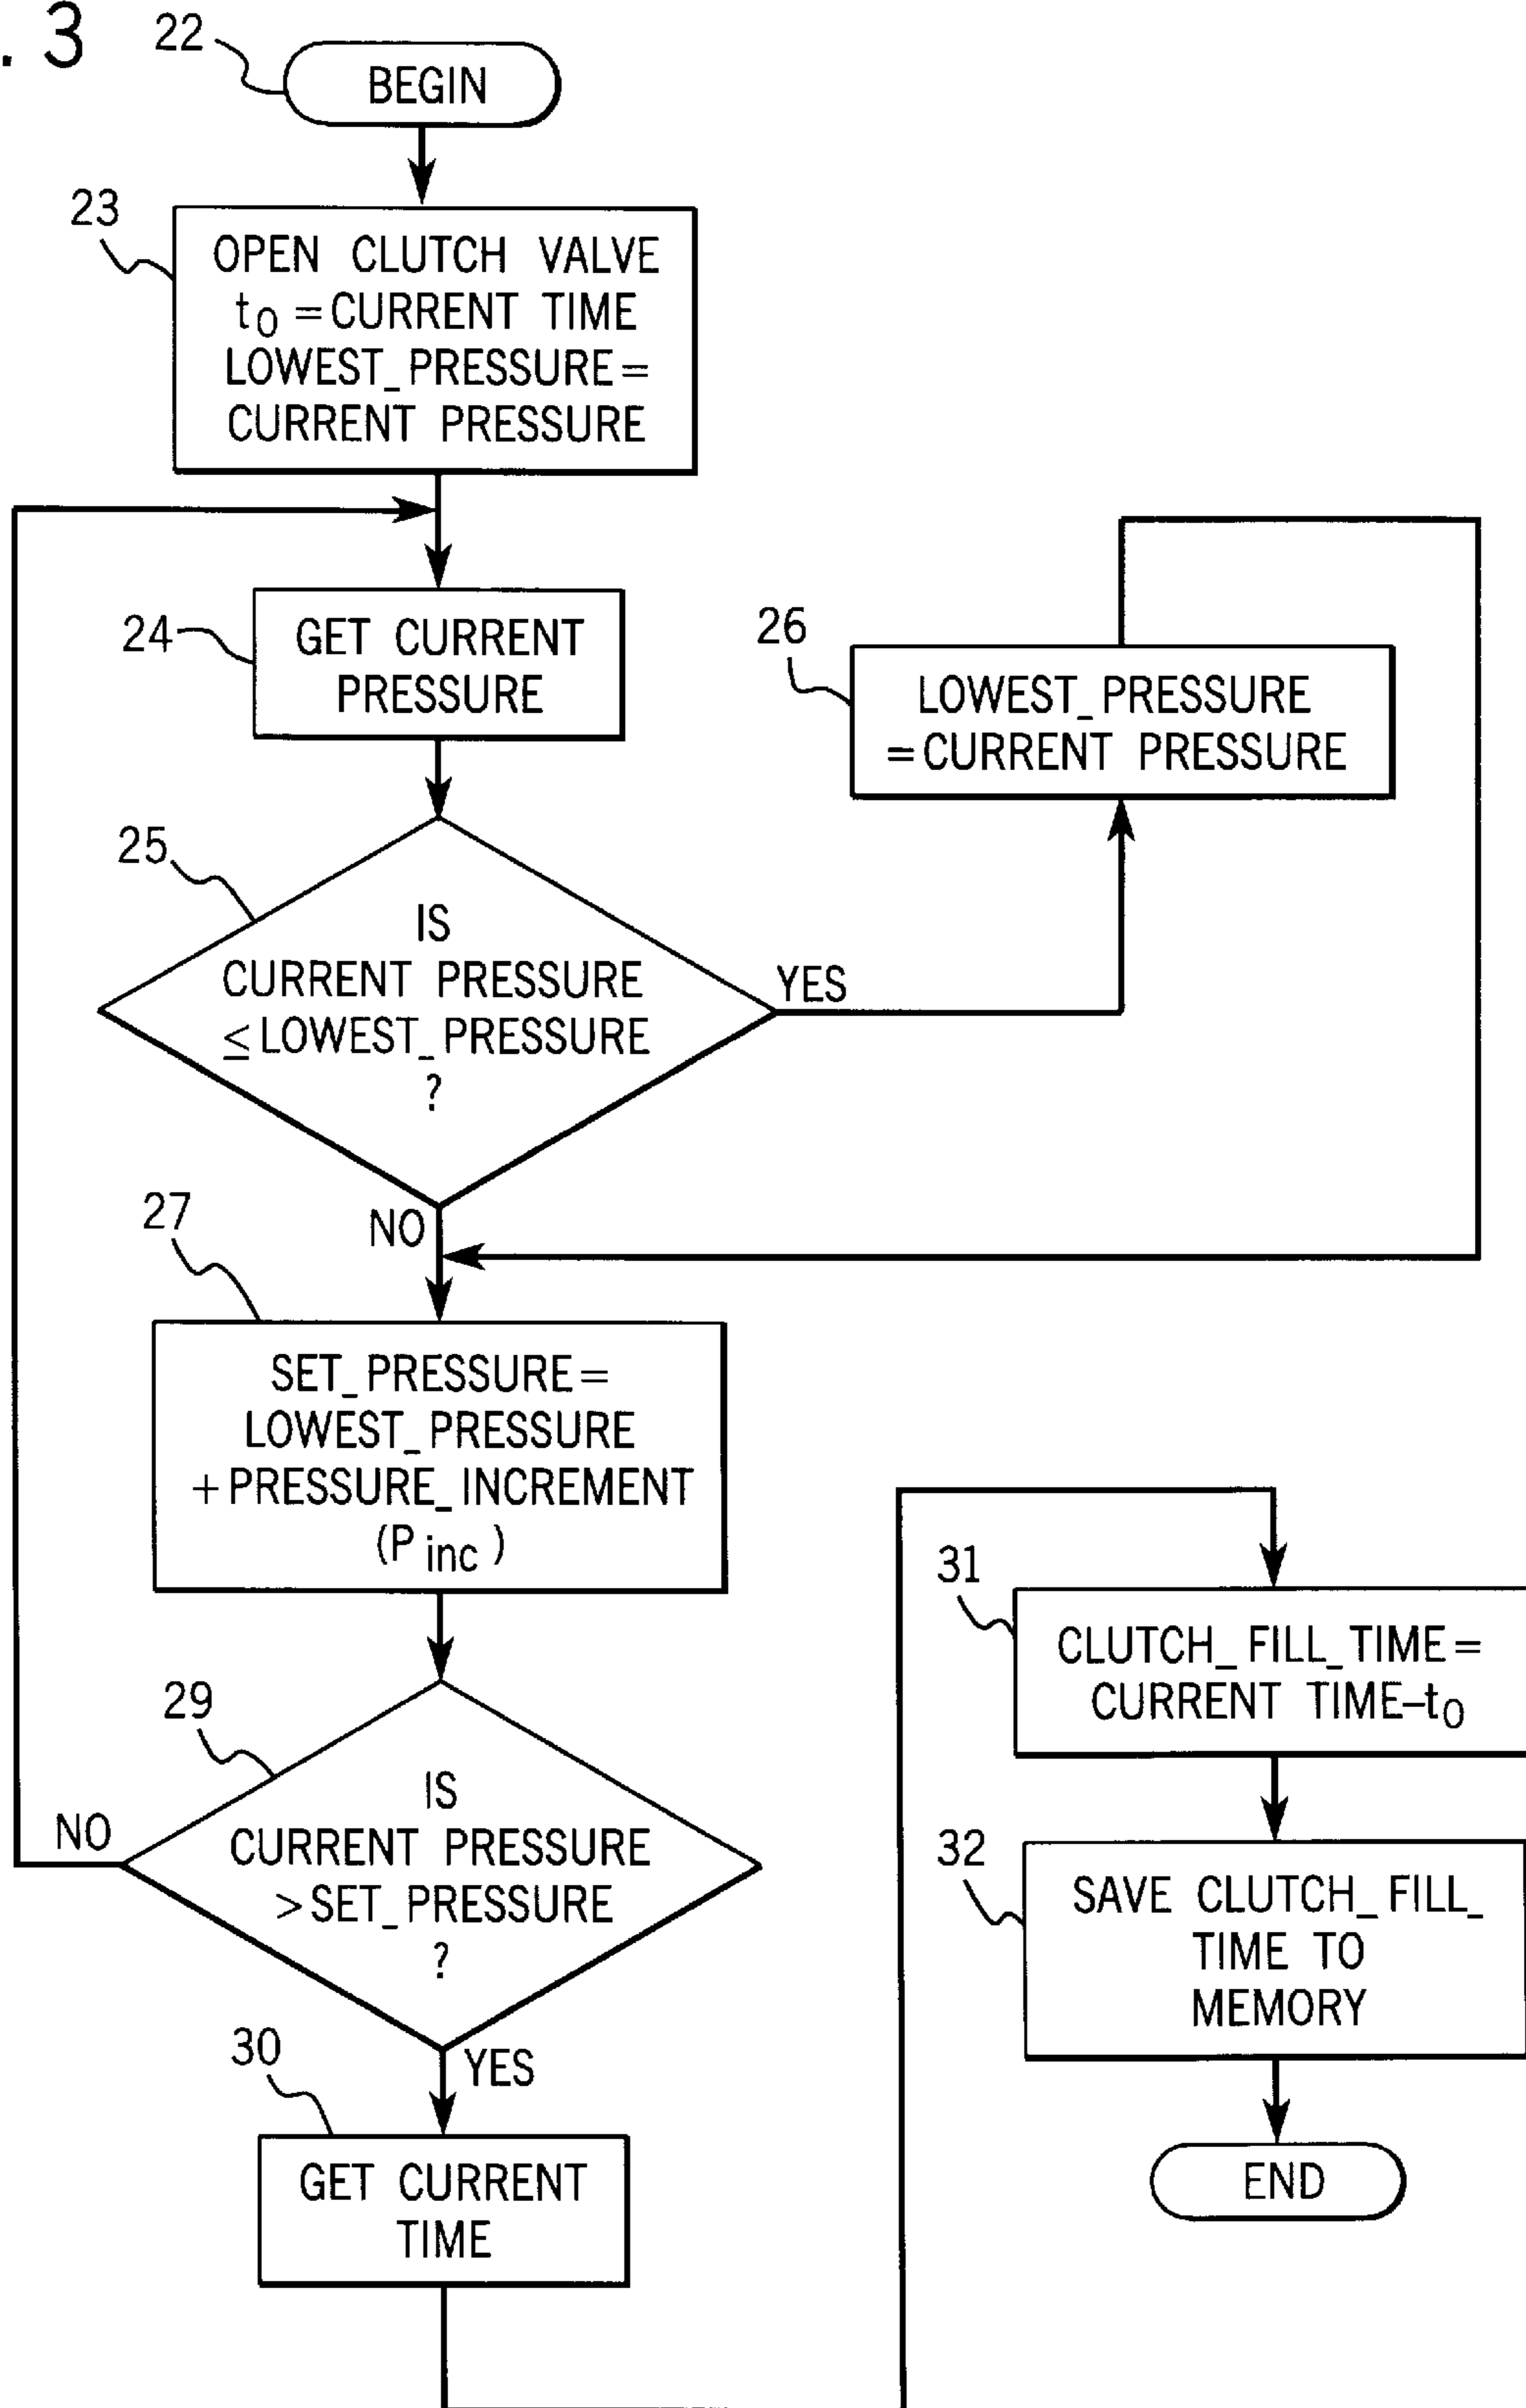 . 3
22
BEGIN
23
OPEN CLUTCH VALVE
t0 = CURRENT TIME
LOWEST_PRESSURE =
CURRENT PRESSURE
24
GET CURRENT
PRESSURE
26
LOWEST_PRESSURE
= CURRENT PRESSURE
25
IS
CURRENT PRESSURE
≤ LOWEST_PRESSURE
?
YES
NO
27
SET_PRESSURE =
LOWEST_PRESSURE
+ PRESSURE_INCREMENT
(Pinc)
29
IS
CURRENT PRESSURE
> SET_PRESSURE
?
NO
YES
30
GET CURRENT
TIME
31
CLUTCH_FILL_TIME =
CURRENT TIME–t0
32
SAVE CLUTCH_FILL_
TIME TO
MEMORY
END